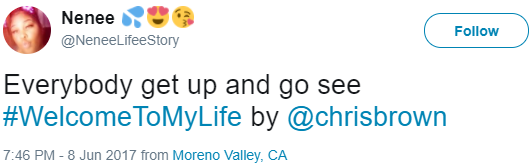 Nenee 💦😍😘
@NeneeLifeeStory
Follow
Everybody get up and go see
#WelcomeToMyLife by @chrisbrown
7:46 PM - 8 Jun 2017 from Moreno Valley, CA